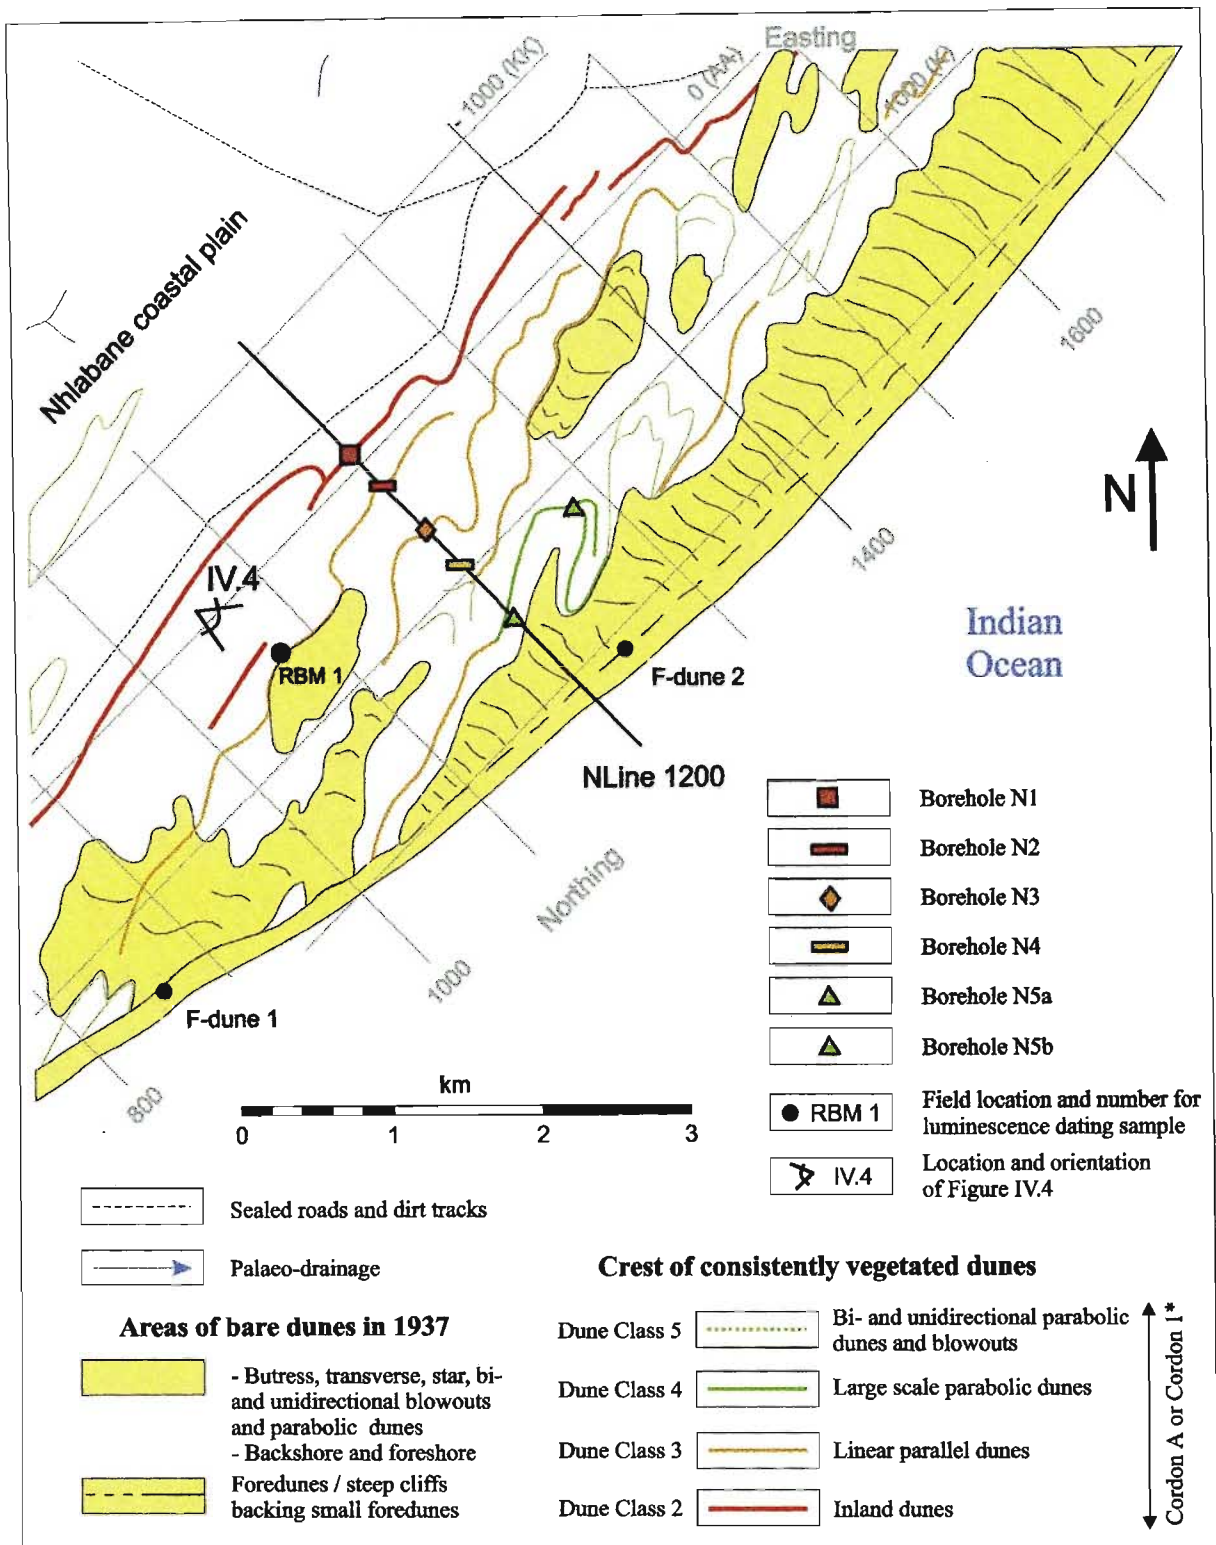 Easting
- 1000 (KK)
0 (AA)
1000 (K)
Nhlabane coastal plain
1600
N
1400
IV.4
Indian
Ocean
RBM 1
F-dune 2
NLine 1200
Northing
1000
F-dune 1
800
km
0 1 2 3
Borehole N1
Borehole N2
Borehole N3
Borehole N4
Borehole N5a
Borehole N5b
RBM 1
Field location and number for
luminescence dating sample
IV.4
Location and orientation
of Figure IV.4
Sealed roads and dirt tracks
Palaeo-drainage
Areas of bare dunes in 1937
- Butress, transverse, star, bi-
and unidirectional blowouts
and parabolic dunes
- Backshore and foreshore
Foredunes / steep cliffs
backing small foredunes
Crest of consistently vegetated dunes
Dune Class 5
Bi- and unidirectional parabolic
dunes and blowouts
Dune Class 4
Large scale parabolic dunes
Dune Class 3
Linear parallel dunes
Dune Class 2
Inland dunes
Cordon A or Cordon 1*